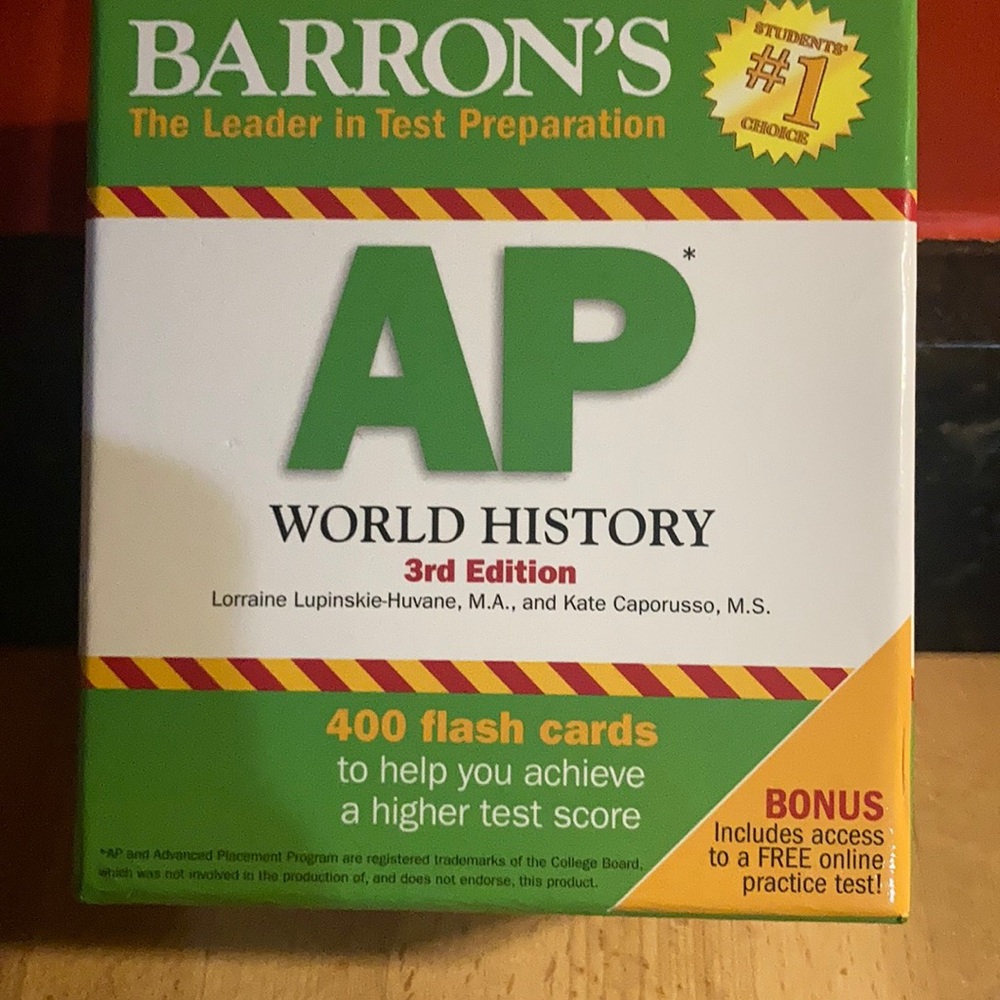 BARRON'S
The Leader in Test Preparation
STUDENTS'
#1
CHOICE
AP*
WORLD HISTORY
3rd Edition
Lorraine Lupinskie-Huvane, M.A., and Kate Caporusso, M.S.
400 flash cards
to help you achieve
a higher test score
BONUS
Includes access
to a FREE online
practice test!
*AP and Advanced Placement Program are registered trademarks of the College Board,
which was not involved in the production of, and does not endorse, this product.